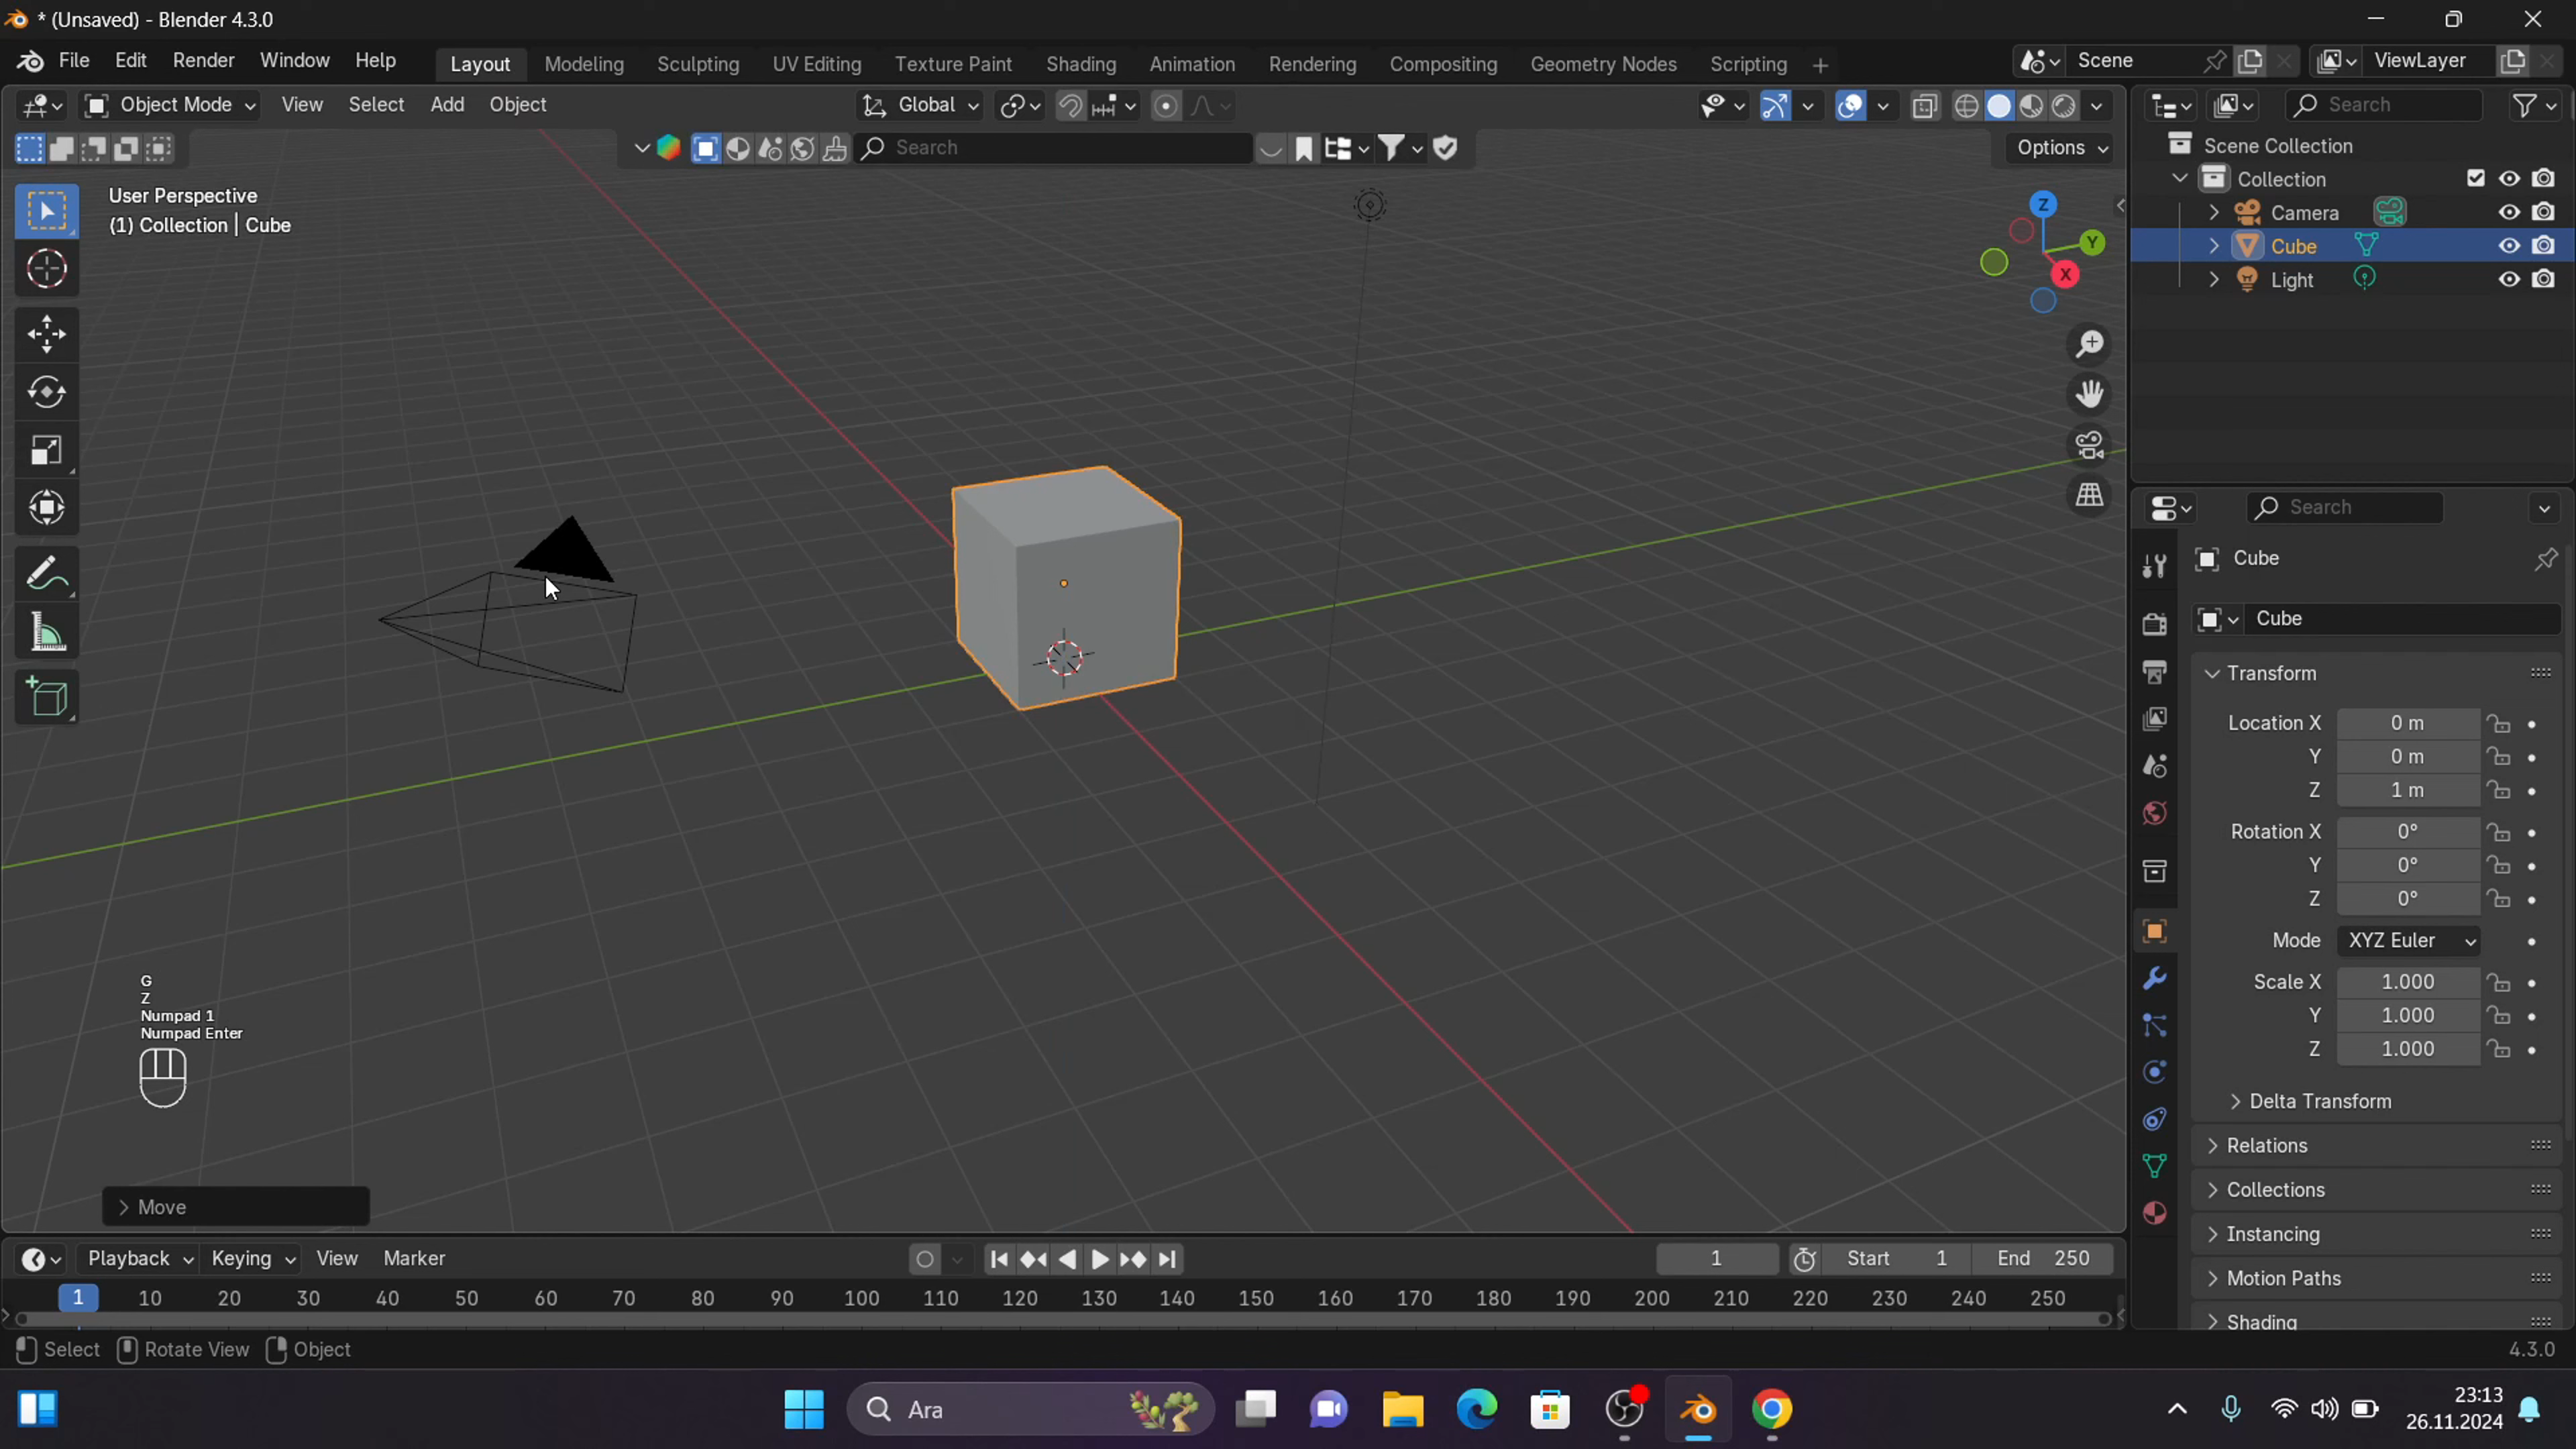 * (Unsaved) - Blender 4.3.0
File Edit Render Window Help Layout Modeling Sculpting UV Editing Texture Paint Shading Animation Rendering Compositing Geometry Nodes Scripting + Scene ViewLayer
Object Mode View Select Add Object Global Search
Search Options
User Perspective
(1) Collection | Cube
Z
Y
X
Scene Collection
Collection
Camera
Cube
Light
Search
Cube
Cube
Transform
Location X 0 m
Y 0 m
Z 1 m
Rotation X 0°
Y 0°
Z 0°
Mode XYZ Euler
Scale X 1.000
Y 1.000
Z 1.000
Delta Transform
Relations
Collections
Instancing
Motion Paths
Shading
G
Z
Numpad 1
Numpad Enter
Move
Playback Keying View Marker 1 Start 1 End 250
1 10 20 30 40 50 60 70 80 90 100 110 120 130 140 150 160 170 180 190 200 210 220 230 240 250
Select Rotate View Object 4.3.0
Ara
23:13
26.11.2024